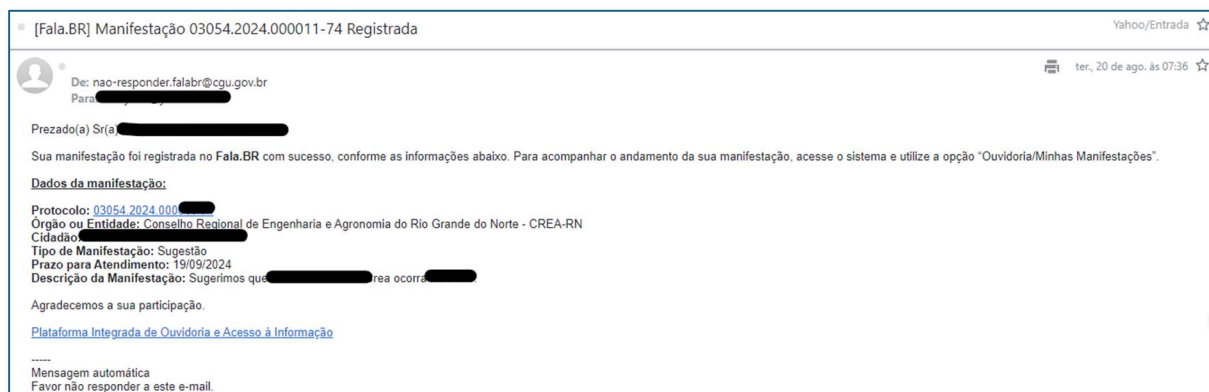 [Fala.BR] Manifestação 03054.2024.000011-74 Registrada
Yahoo/Entrada
De: nao-responder.falabr@cgu.gov.br
ter., 20 de ago. às 07:36
Para:
Prezado(a) Sr(a)
Sua manifestação foi registrada no Fala.BR com sucesso, conforme as informações abaixo. Para acompanhar o andamento da sua manifestação, acesse o sistema e utilize a opção “Ouvidoria/Minhas Manifestações”.
Dados da manifestação:
Protocolo: 03054.2024.000
Órgão ou Entidade: Conselho Regional de Engenharia e Agronomia do Rio Grande do Norte - CREA-RN
Cidadão:
Tipo de Manifestação: Sugestão
Prazo para Atendimento: 19/09/2024
Descrição da Manifestação: Sugerimos que rea ocorra .
Agradecemos a sua participação.
Plataforma Integrada de Ouvidoria e Acesso à Informação
-----
Mensagem automática
Favor não responder a este e-mail.